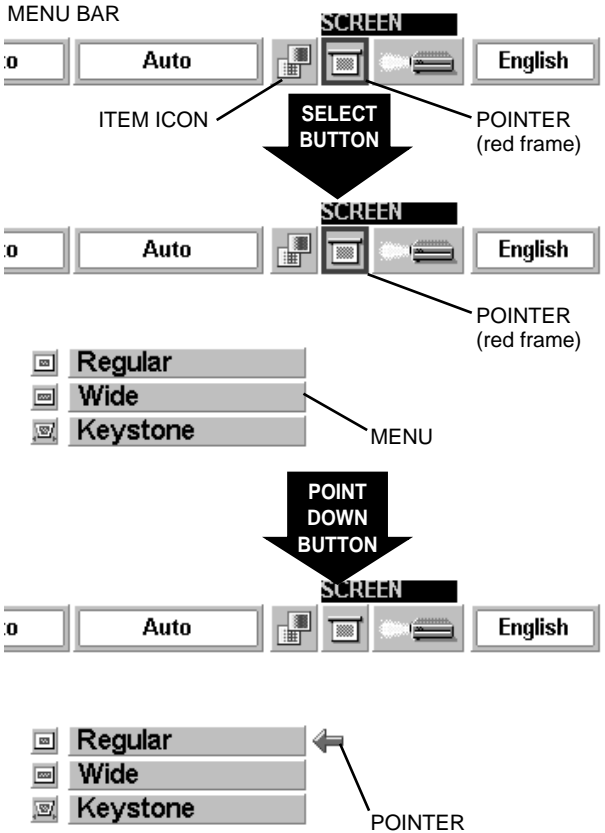 MENU BAR
SCREEN
:o Auto English
ITEM ICON
SELECT
BUTTON
POINTER
(red frame)
SCREEN
:o Auto English
POINTER
(red frame)
Regular
Wide
Keystone
MENU
POINT
DOWN
BUTTON
SCREEN
:o Auto English
Regular
Wide
Keystone
POINTER